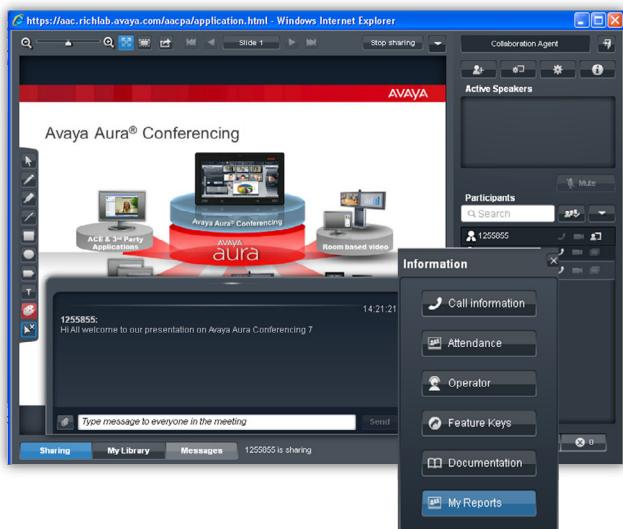 https://aac.richlab.avaya.com/aacpa/application.html - Windows Internet Explorer
Slide 1
Stop sharing
Collaboration Agent
Active Speakers
AVAYA
Avaya Aura® Conferencing
Mute
Participants
Search
1255855
Avaya Aura® Conferencing
ACE & 3rd Party
Applications
AVAYA
aura
Room based video
T
Information
Call information
Attendance
Operator
Feature Keys
Documentation
My Reports
14:21:21
1255855:
Hi All welcome to our presentation on Avaya Aura Conferencing 7
Type message to everyone in the meeting
Send
0
Sharing
My Library
Messages
1255855 is sharing